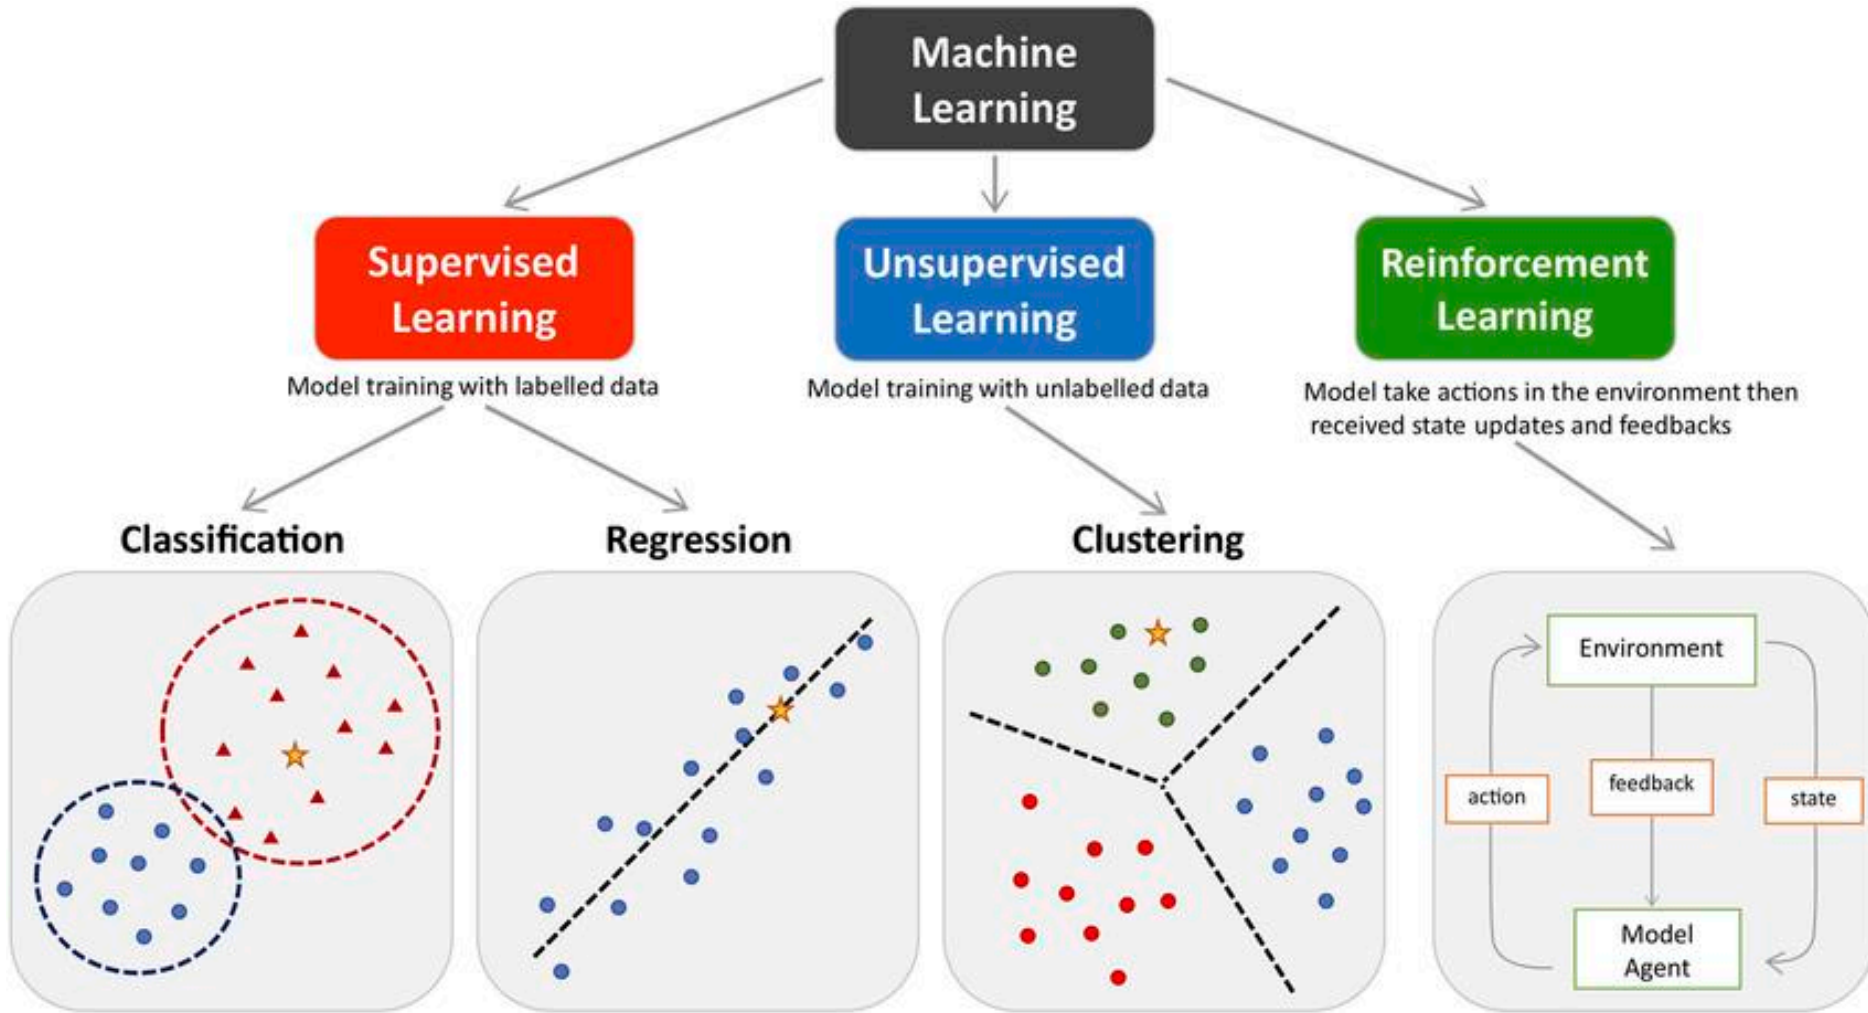 Machine
Learning
Supervised
Learning
Unsupervised
Learning
Reinforcement
Learning
Model training with labelled data
Model training with unlabelled data
Model take actions in the environment then
received state updates and feedbacks
Classification
Regression
Clustering
Environment
action
feedback
state
Model
Agent